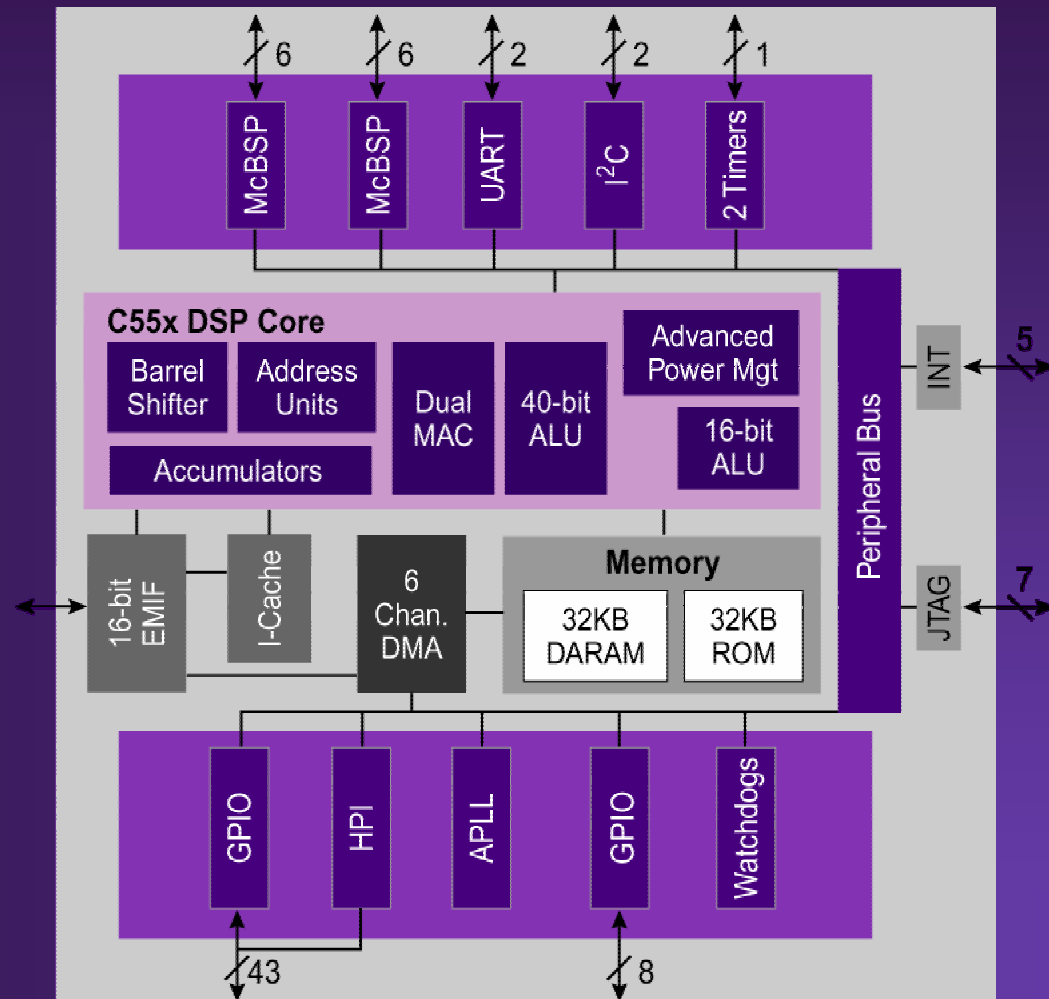 6
6
2
2
1
McBSP
McBSP
UART
I²C
2 Timers
C55x DSP Core
Barrel
Shifter
Address
Units
Dual
MAC
40-bit
ALU
Advanced
Power Mgt
16-bit
ALU
Accumulators
Peripheral Bus
INT
5
16-bit
EMIF
I-Cache
6
Chan.
DMA
Memory
32KB
DARAM
32KB
ROM
JTAG
7
GPIO
HPI
APLL
GPIO
Watchdogs
43
8